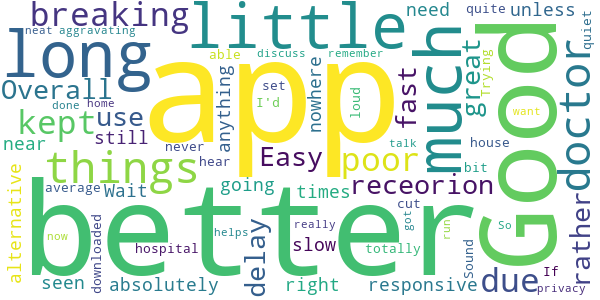 breaking
little
need
quite
unless
neat
aggravating
long
app
much
Good
quiet
able
discuss
remember
great
Overall
anything
set
I'd
nowhere
loud
fast
Trying
doctor
done
home
kept
use
still
never
hear
talk
want
near
things
Easy
poor
house
bit
alternative
average
Wait
going
times
receorion
rather
better
cut
now
downloaded
delay
really
got
run
So
hospital
slow
totally
Sound
helps
seen
absolutely
right
responsive
due
If
privacy